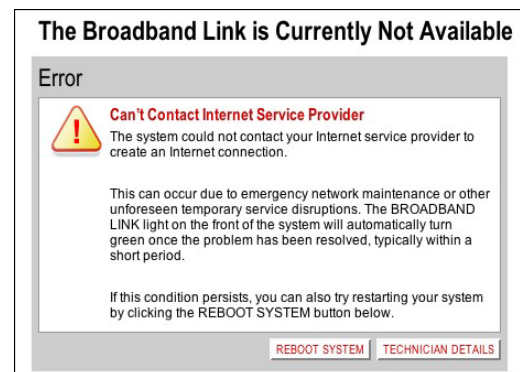 The Broadband Link is Currently Not Available
Error
Can't Contact Internet Service Provider
The system could not contact your Internet service provider to
create an Internet connection.
This can occur due to emergency network maintenance or other
unforeseen temporary service disruptions. The BROADBAND
LINK light on the front of the system will automatically turn
green once the problem has been resolved, typically within a
short period.
If this condition persists, you can also try restarting your system
by clicking the REBOOT SYSTEM button below.
REBOOT SYSTEM TECHNICIAN DETAILS